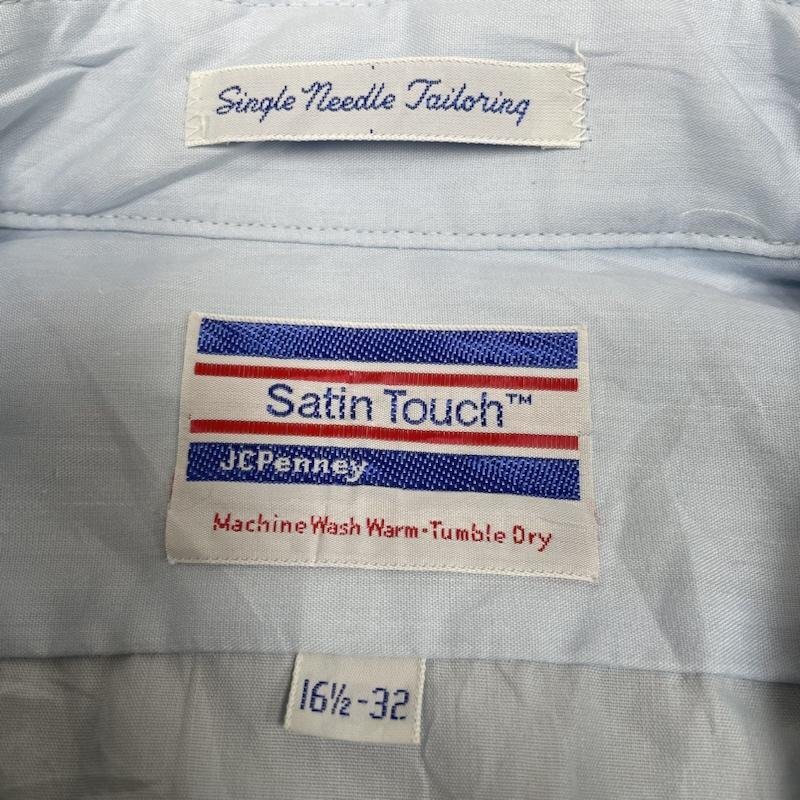 Single Needle Tailoring
Satin Touch™
JCPenney
Machine Wash Warm·Tumble Dry
16½-32